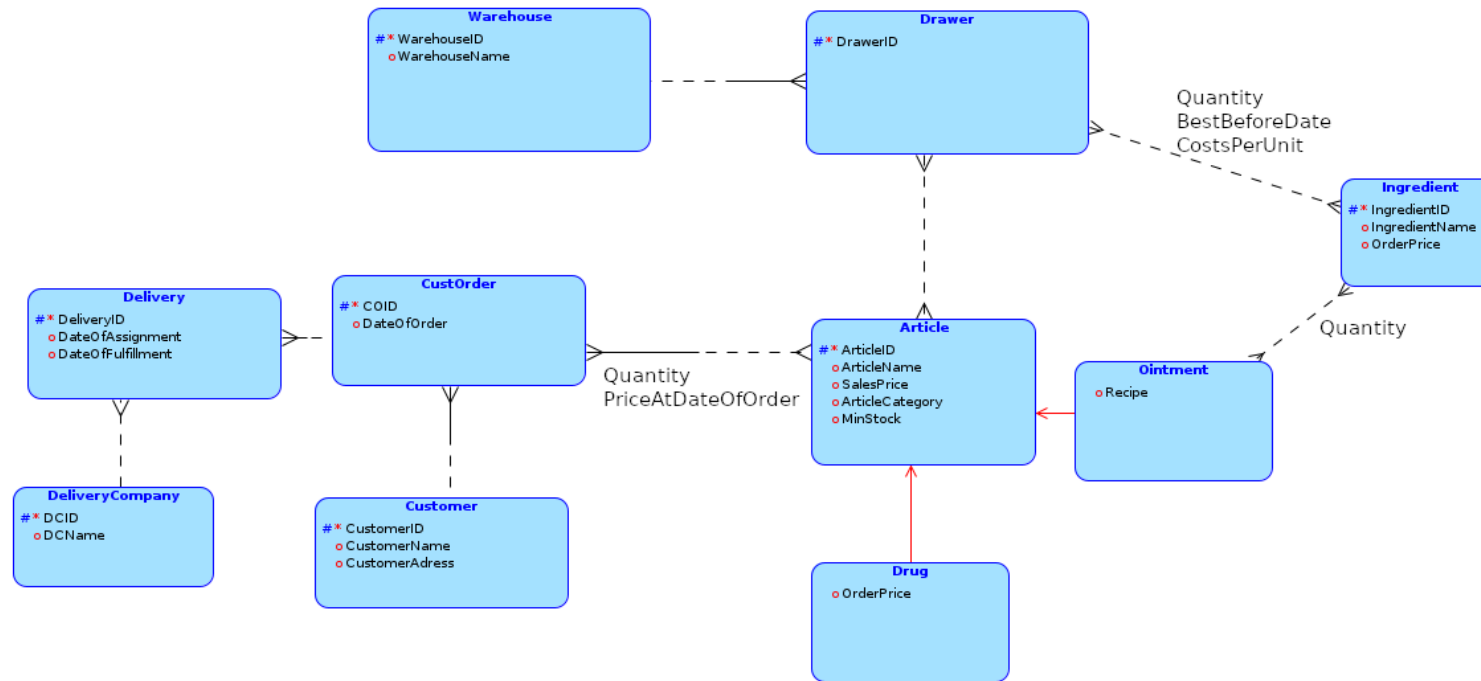 Warehouse
#* WarehouseID
WarehouseName
Drawer
#* DrawerID
Quantity
BestBeforeDate
CostsPerUnit
Ingredient
#* IngredientID
IngredientName
OrderPrice
Delivery
#* DeliveryID
DateOfAssignment
DateOfFulfillment
CustOrder
#* COID
DateOfOrder
Quantity
PriceAtDateOfOrder
Article
#* ArticleID
ArticleName
SalesPrice
ArticleCategory
MinStock
Quantity
Ointment
Recipe
DeliveryCompany
#* DCID
DCName
Customer
#* CustomerID
CustomerName
CustomerAdress
Drug
OrderPrice